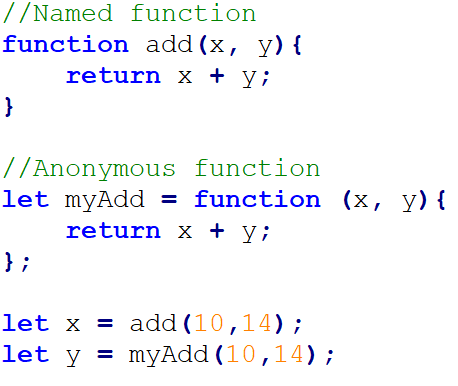 //Named function
function add(x, y){
    return x + y;
}

//Anonymous function
let myAdd = function (x, y){
    return x + y;
};

let x = add(10,14);
let y = myAdd(10,14);